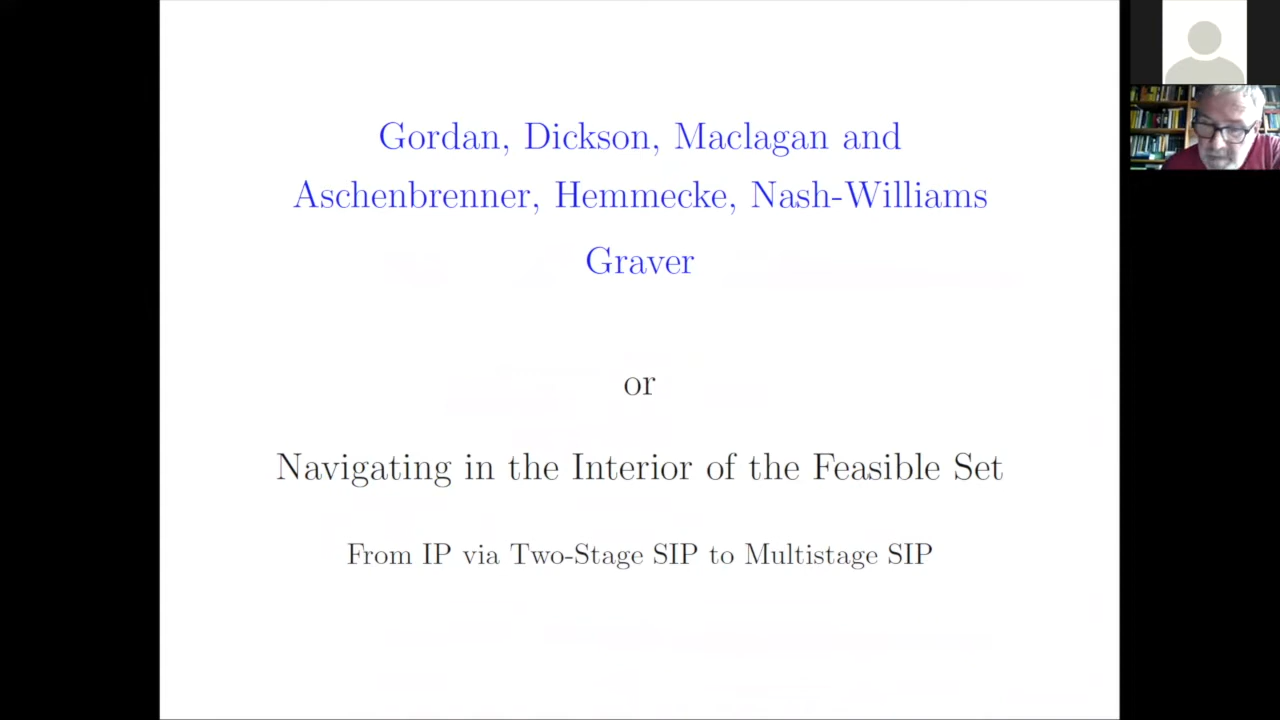 Gordan, Dickson, Maclagan and
Aschenbrenner, Hemmecke, Nash-Williams
Graver
or
Navigating in the Interior of the Feasible Set
From IP via Two-Stage SIP to Multistage SIP